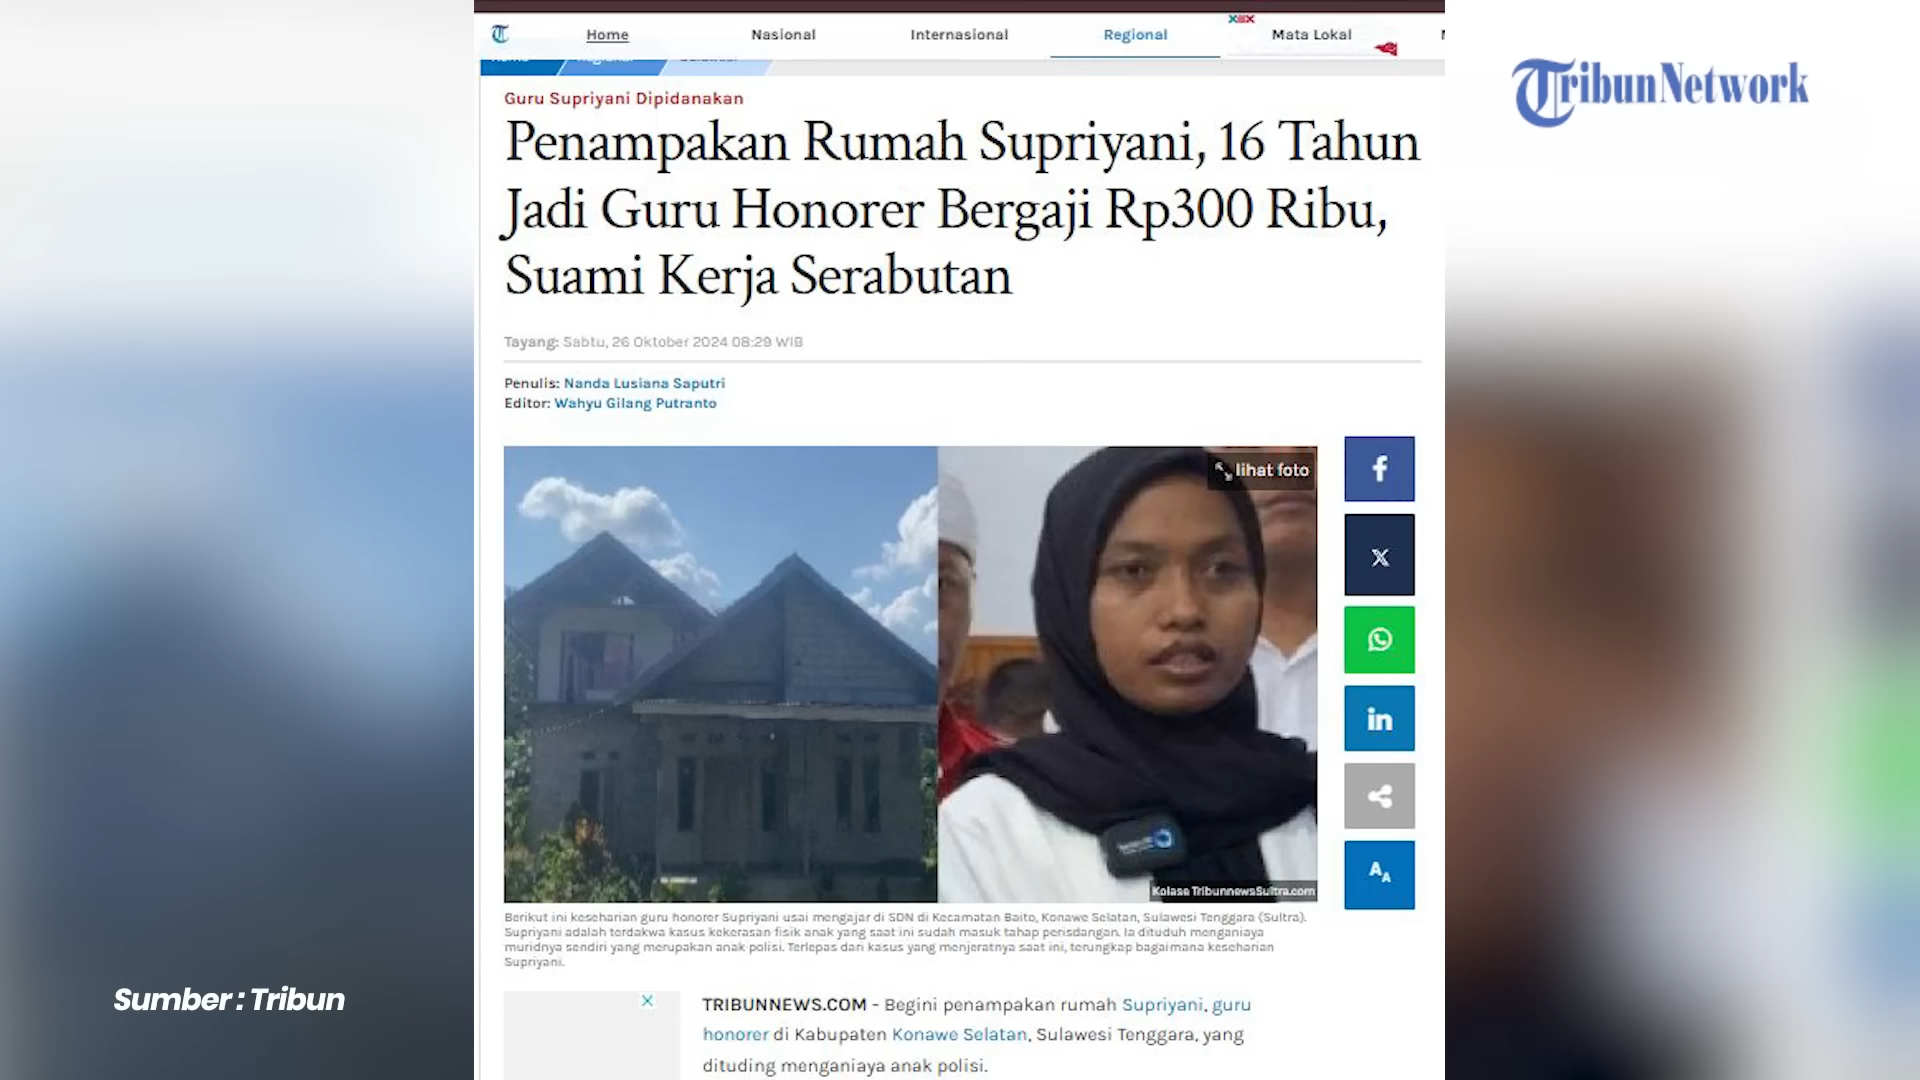 Home
Nasional
Internasional
Regional
Mata Lokal
TribunNetwork
Home
Regional
Sulawesi
Guru Supriyani Dipidanakan
Penampakan Rumah Supriyani, 16 Tahun
Jadi Guru Honorer Bergaji Rp300 Ribu,
Suami Kerja Serabutan
Tayang: Sabtu, 26 Oktober 2024 08:29 WIB
Penulis: Nanda Lusiana Saputri
Editor: Wahyu Gilang Putranto
lihat foto
Kolase TribunnewsSultra.com
Berikut ini keseharian guru honorer Supriyani usai mengajar di SDN di Kecamatan Baito, Konawe Selatan, Sulawesi Tenggara (Sultra).
Supriyani adalah terdakwa kasus kekerasan fisik anak yang saat ini sudah masuk tahap persidangan. Ia dituduh menganiaya
muridnya sendiri yang merupakan anak polisi. Terlepas dari kasus yang menjeratnya saat ini, terungkap bagaimana keseharian
Supriyani.
Sumber : Tribun
TRIBUNNEWS.COM - Begini penampakan rumah Supriyani, guru
honorer di Kabupaten Konawe Selatan, Sulawesi Tenggara, yang
dituding menganiaya anak polisi.